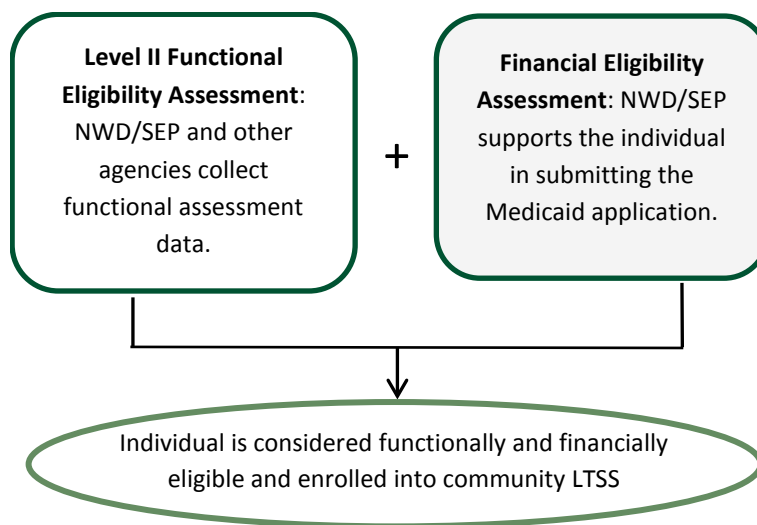 Level II Functional
Eligibility Assessment:
NWD/SEP and other
agencies collect
functional assessment
data.
+
Financial Eligibility
Assessment: NWD/SEP
supports the individual
in submitting the
Medicaid application.
Individual is considered functionally and financially
eligible and enrolled into community LTSS